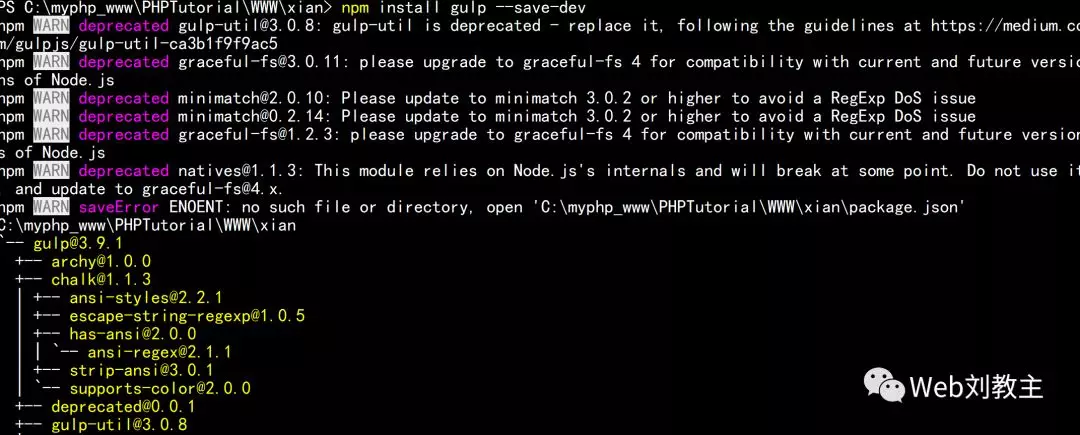 PS C:\myphp_www\PHPTutorial\WWW\xian> npm install gulp --save-dev
npm WARN deprecated gulp-util@3.0.8: gulp-util is deprecated - replace it, following the guidelines at https://medium.co
m/gulpjs/gulp-util-ca3b1f9f9ac5
npm WARN deprecated graceful-fs@3.0.11: please upgrade to graceful-fs 4 for compatibility with current and future versio
ns of Node.js
npm WARN deprecated minimatch@2.0.10: Please update to minimatch 3.0.2 or higher to avoid a RegExp DoS issue
npm WARN deprecated minimatch@0.2.14: Please update to minimatch 3.0.2 or higher to avoid a RegExp DoS issue
npm WARN deprecated graceful-fs@1.2.3: please upgrade to graceful-fs 4 for compatibility with current and future version
s of Node.js
npm WARN deprecated natives@1.1.3: This module relies on Node.js's internals and will break at some point. Do not use it
, and update to graceful-fs@4.x.
npm WARN saveError ENOENT: no such file or directory, open 'C:\myphp_www\PHPTutorial\WWW\xian\package.json'
C:\myphp_www\PHPTutorial\WWW\xian
`-- gulp@3.9.1
+-- archy@1.0.0
+-- chalk@1.1.3
| +-- ansi-styles@2.2.1
| +-- escape-string-regexp@1.0.5
| +-- has-ansi@2.0.0
| | `-- ansi-regex@2.1.1
| +-- strip-ansi@3.0.1
| `-- supports-color@2.0.0
+-- deprecated@0.0.1
+-- gulp-util@3.0.8
Web刘教主